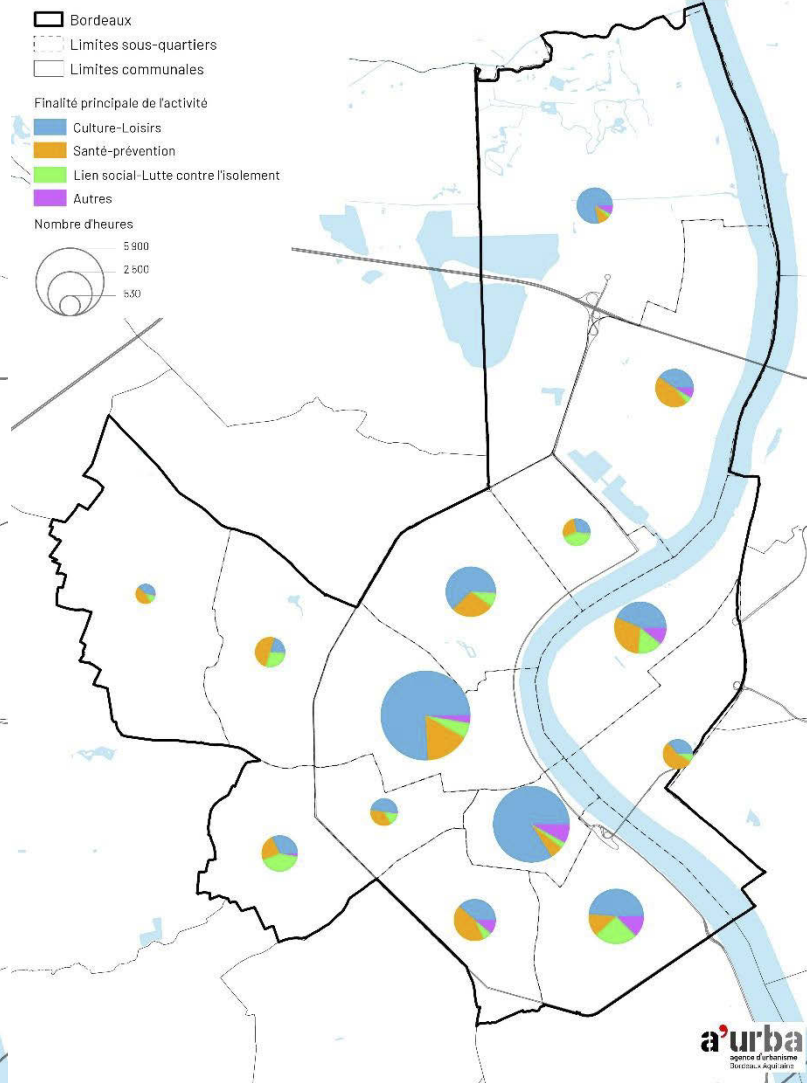 Bordeaux
Limites sous-quartiers
Limites communales
Finalité principale de l'activité
Culture-Loisirs
Santé-prévention
Lien social-Lutte contre l'isolement
Autres
Nombre d'heures
5 900
2 500
530
a'urba
agence d'urbanisme
Bordeaux Aquitaine